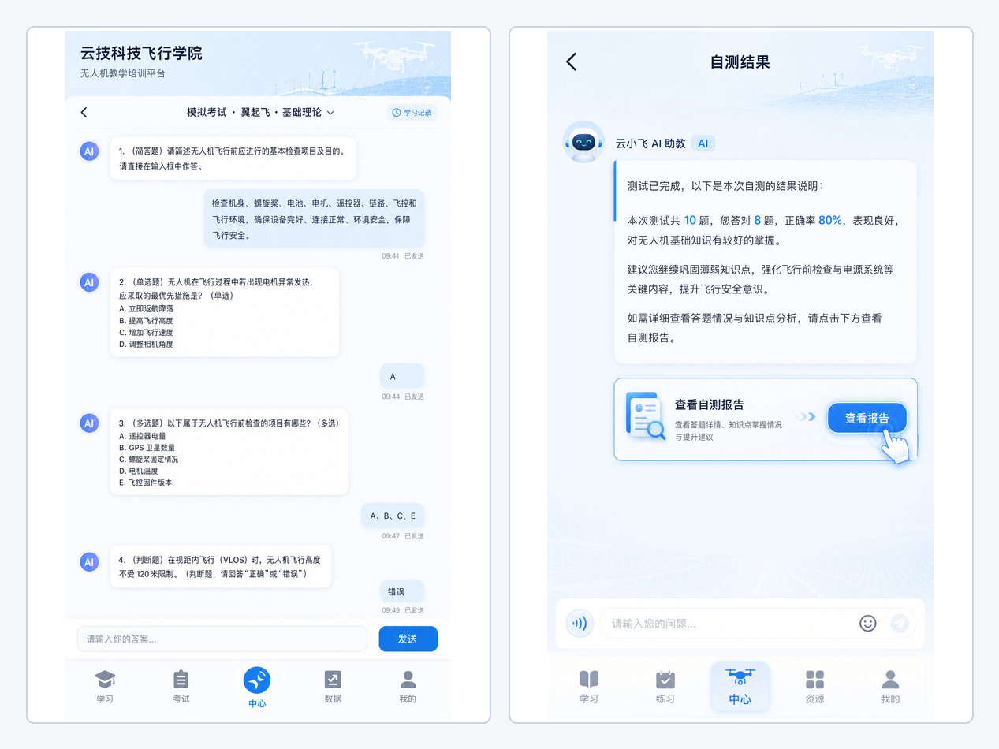 云技科技飞行学院
无人机教学培训平台
模拟考试 · 翼起飞 · 基础理论
学习记录
AI
1. （简答题）请简述无人机飞行前应进行的基本检查项目及目的。
请直接在输入框中作答。
检查机身、螺旋桨、电池、电机、遥控器、链路、飞控和
飞行环境，确保设备完好、连接正常、环境安全，保障
飞行安全。
09:41 已发送
AI
2. （单选题）无人机在飞行过程中若出现电机异常发热，
应采取的最优先措施是？（单选）
A. 立即返航降落
B. 提高飞行高度
C. 增加飞行速度
D. 调整相机角度
A
09:44 已发送
AI
3. （多选题）以下属于无人机飞行前检查的项目有哪些？（多选）
A. 遥控器电量
B. GPS 卫星数量
C. 螺旋桨固定情况
D. 电机温度
E. 飞控固件版本
A、B、C、E
09:47 已发送
AI
4. （判断题）在视距内飞行（VLOS）时，无人机飞行高度
不受 120 米限制。（判断题，请回答“正确”或“错误”）
错误
09:49 已发送
请输入你的答案...
发送
学习
考试
中心
数据
我的
自测结果
云小飞 AI 助教
AI
测试已完成，以下是本次自测的结果说明：
本次测试共 10 题，您答对 8 题，正确率 80%，表现良好，
对无人机基础知识有较好的掌握。
建议您继续巩固薄弱知识点，强化飞行前检查与电源系统等
关键内容，提升飞行安全意识。
如需详细查看答题情况与知识点分析，请点击下方查看
自测报告。
查看自测报告
查看答题详情、知识点掌握情况
与提升建议
查看报告
请输入您的问题...
学习
练习
中心
资源
我的